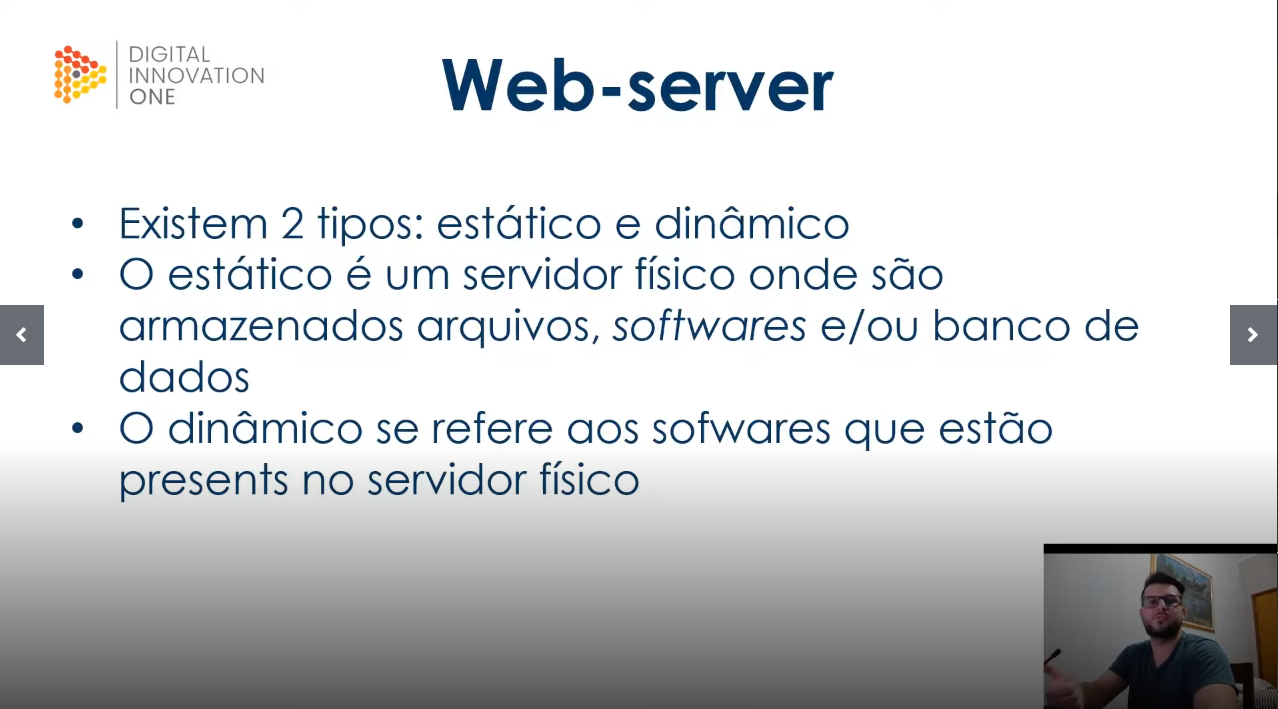 DIGITAL
INNOVATION
ONE
Web-server
• Existem 2 tipos: estático e dinâmico
• O estático é um servidor físico onde são
armazenados arquivos, softwares e/ou banco de
dados
• O dinâmico se refere aos sofwares que estão
presents no servidor físico